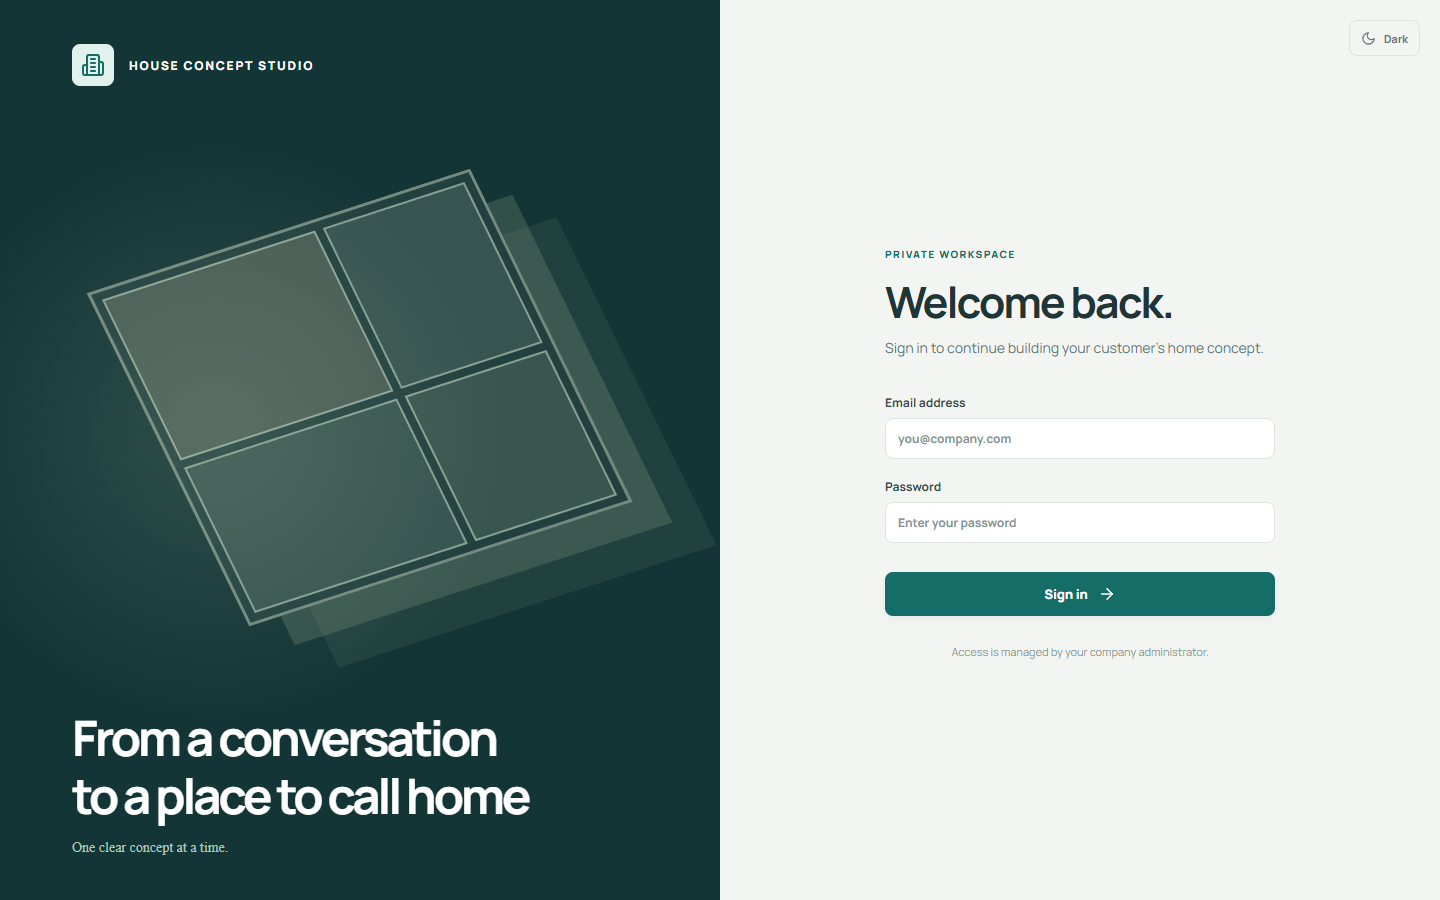 HOUSE CONCEPT STUDIO
From a conversation
to a place to call home
One clear concept at a time.
Dark
PRIVATE WORKSPACE
Welcome back.
Sign in to continue building your customer's home concept.
Email address
you@company.com
Password
Enter your password
Sign in
Access is managed by your company administrator.